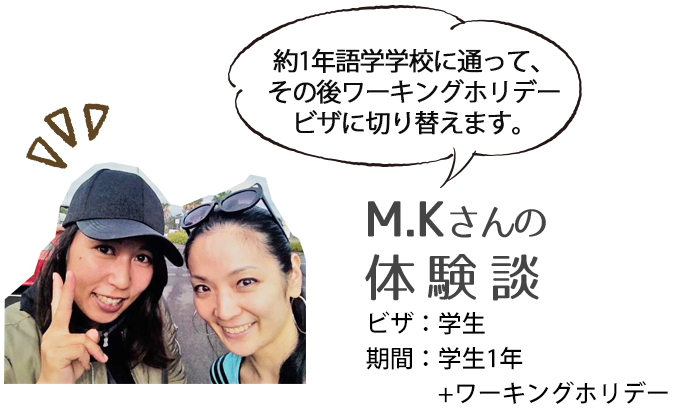 約1年語学学校に通って、
その後ワーキングホリデー
ビザに切り替えます。
M.Kさんの
体験談
ビザ：学生
期間：学生1年
+ワーキングホリデー